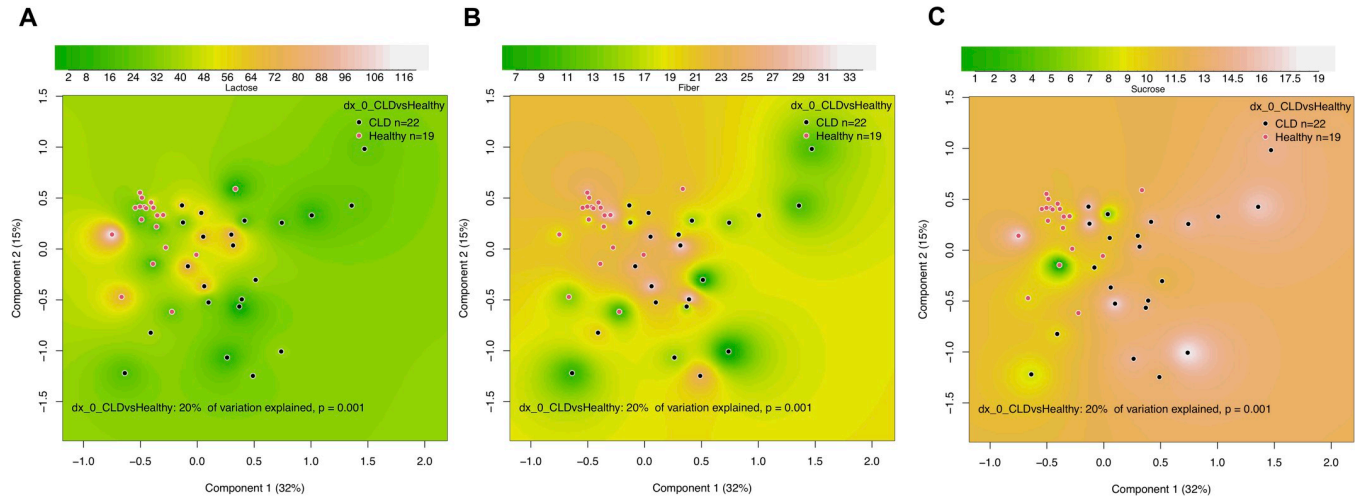 A
2 8 16 24 32 40 48 56 60 72 80 88 96 106 116
Lactose
dx_0_CLDvsHealthy
CLD n=22
Healthy n=19
1.5
1.0
0.5
0.0
−0.5
−1.0
−1.5
Component 2 (15%)
dx_0_CLDvsHealthy: 20% of variation explained, p = 0.001
−1.0 −0.5 0.0 0.5 1.0 1.5 2.0
Component 1 (32%)
B
7 9 11 13 15 17 19 21 23 25 27 29 31 33
Fiber
dx_0_CLDvsHealthy
CLD n=22
Healthy n=19
1.5
1.0
0.5
0.0
−0.5
−1.0
−1.5
Component 2 (15%)
dx_0_CLDvsHealthy: 20% of variation explained, p = 0.001
−1.0 −0.5 0.0 0.5 1.0 1.5 2.0
Component 1 (32%)
C
1 2 3 4 5 6 7 9 10 11.5 13 14.5 16 17.5 19
Sucrose
dx_0_CLDvsHealthy
CLD n=22
Healthy n=19
1.5
1.0
0.5
0.0
−0.5
−1.0
−1.5
Component 2 (15%)
dx_0_CLDvsHealthy: 20% of variation explained, p = 0.001
−1.0 −0.5 0.0 0.5 1.0 1.5 2.0
Component 1 (32%)